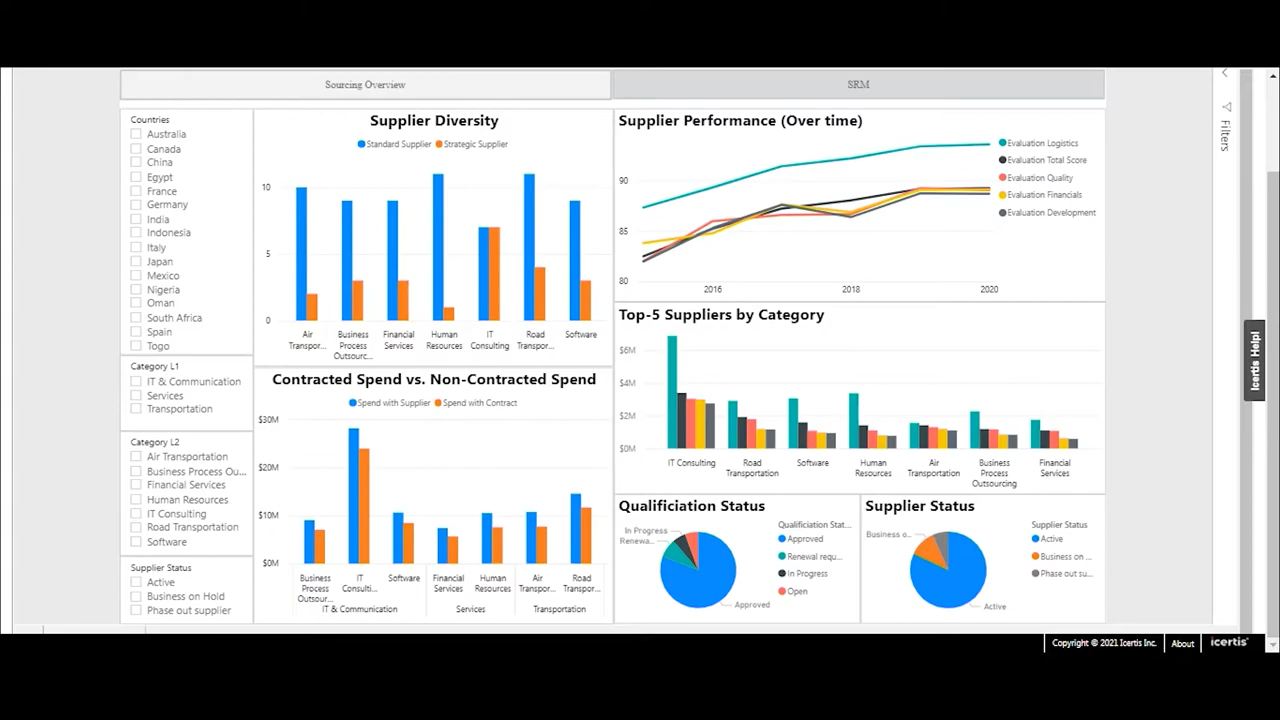 Sourcing Overview
SRM
Countries
Australia
Canada
China
Egypt
France
Germany
India
Indonesia
Italy
Japan
Mexico
Nigeria
Oman
South Africa
Spain
Togo
Category L1
IT & Communication
Services
Transportation
Category L2
Air Transportation
Business Process Ou...
Financial Services
Human Resources
IT Consulting
Road Transportation
Software
Supplier Status
Active
Business on Hold
Phase out supplier
Supplier Diversity
Standard Supplier Strategic Supplier
10
5
0
Air Business Financial Human IT Road Software
Transpor... Process Services Resources Consulting Transpor...
Outsourc...
Contracted Spend vs. Non-Contracted Spend
Spend with Supplier Spend with Contract
$30M
$20M
$10M
$0M
Business IT Software Financial Human Air Road
Process Consulti... Services Resources Transpor... Transpor...
Outsour...
IT & Communication Services Transportation
Supplier Performance (Over time)
Evaluation Logistics
Evaluation Total Score
Evaluation Quality
Evaluation Financials
Evaluation Development
90
85
80
2016 2018 2020
Top-5 Suppliers by Category
$6M
$4M
$2M
$0M
IT Consulting Road Software Human Air Business Financial
Transportation Resources Transportation Process Services
Outsourcing
Qualificiation Status
In Progress
Renewa...
Approved
Qualificiation Stat...
Approved
Renewal requ...
In Progress
Open
Supplier Status
Business o...
Active
Supplier Status
Active
Business on ...
Phase out su...
Filters
Icertis Help!
Copyright © 2021 Icertis Inc. About icertis